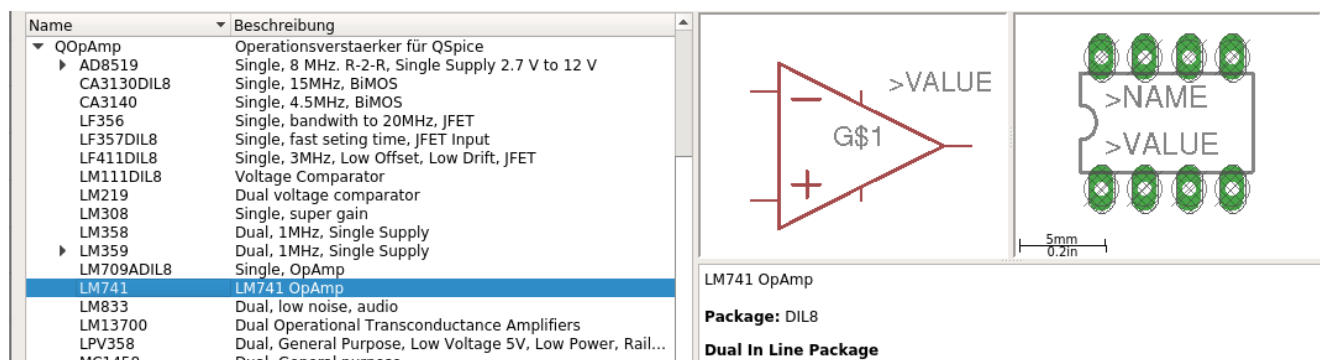 Name Beschreibung
QOpAmp Operationsverstaerker für QSpice
AD8519 Single, 8 MHz. R-2-R, Single Supply 2.7 V to 12 V
CA3130DIL8 Single, 15MHz, BiMOS
CA3140 Single, 4.5MHz, BiMOS
LF356 Single, bandwith to 20MHz, JFET
LF357DIL8 Single, fast seting time, JFET Input
LF411DIL8 Single, 3MHz, Low Offset, Low Drift, JFET
LM111DIL8 Voltage Comparator
LM219 Dual voltage comparator
LM308 Single, super gain
LM358 Dual, 1MHz, Single Supply
LM359 Dual, 1MHz, Single Supply
LM709ADIL8 Single, OpAmp
LM741 LM741 OpAmp
LM833 Dual, low noise, audio
LM13700 Dual Operational Transconductance Amplifiers
LPV358 Dual, General Purpose, Low Voltage 5V, Low Power, Rail...
MC1458 Dual, General purpose
>VALUE
G$1
>NAME
>VALUE
5mm
0.2in
LM741 OpAmp
Package: DIL8
Dual In Line Package